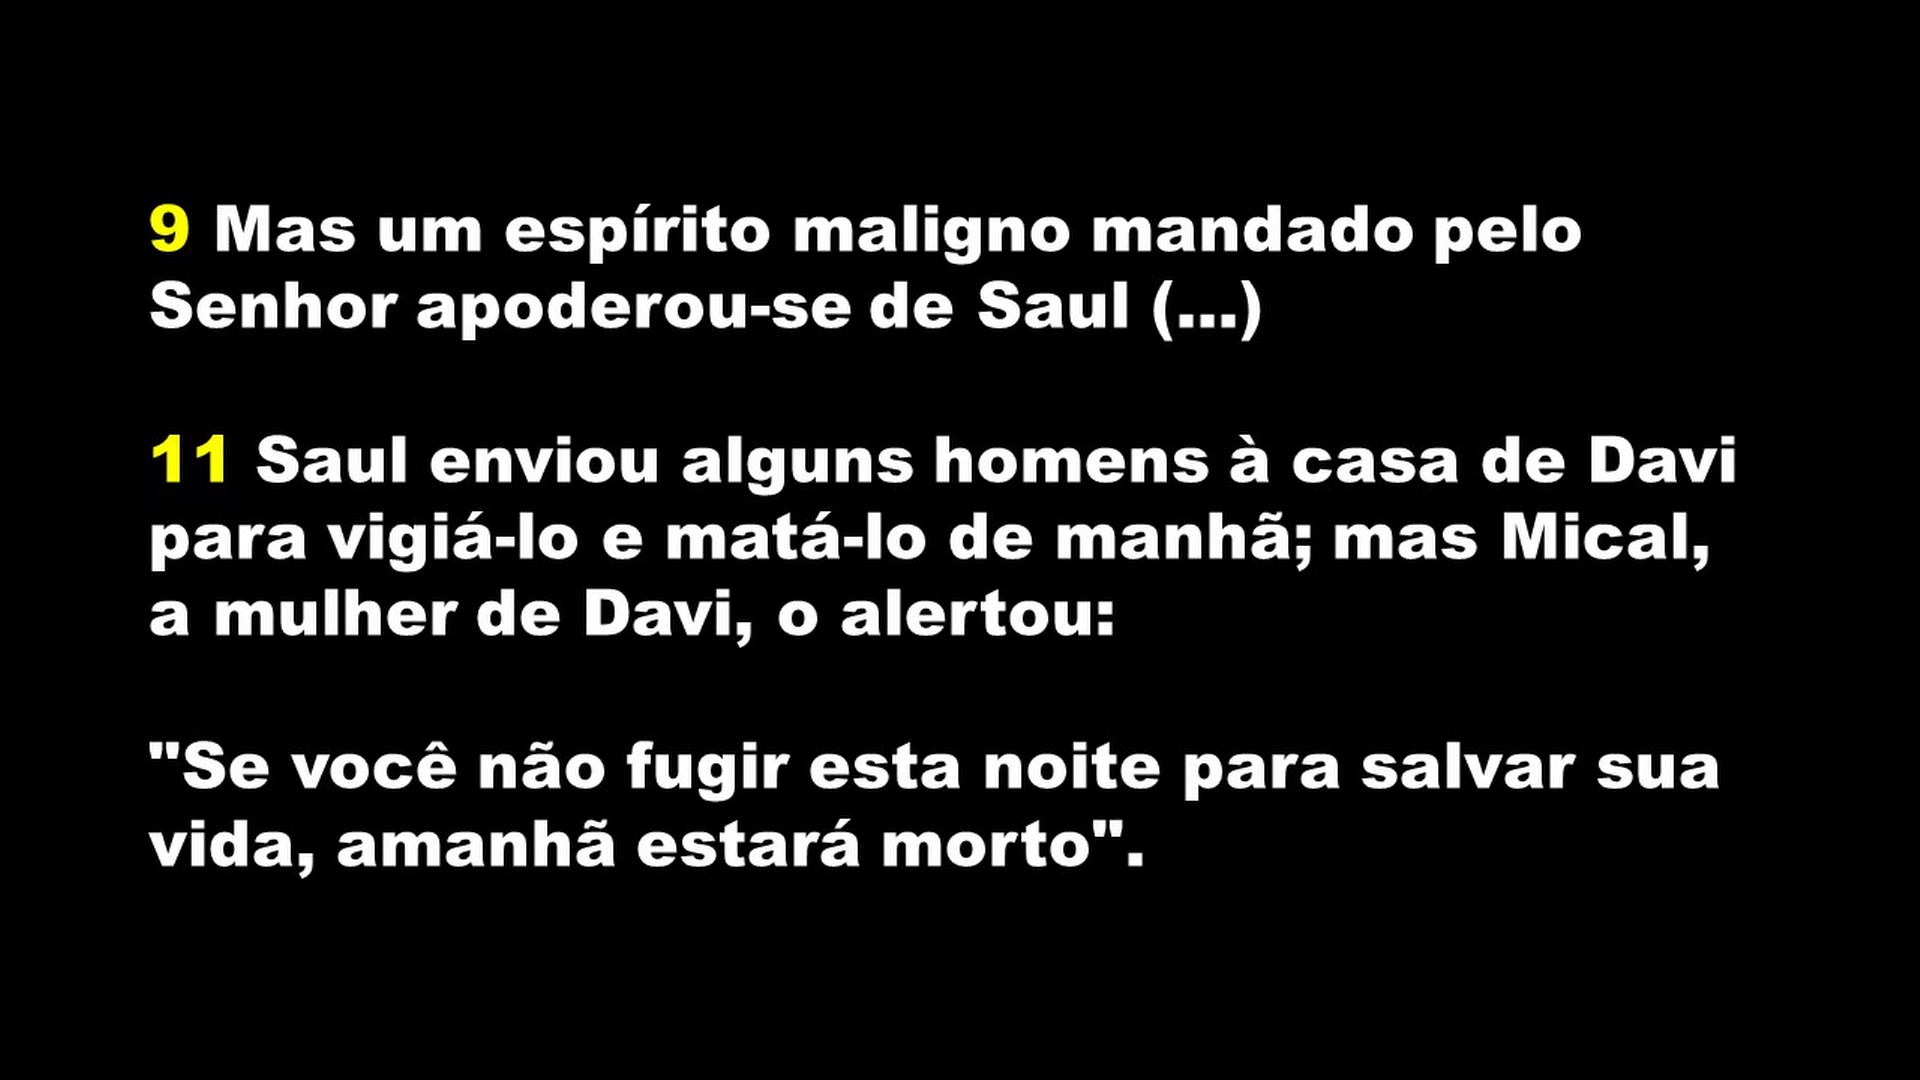 9 Mas um espírito maligno mandado pelo
Senhor apoderou-se de Saul (...)
11 Saul enviou alguns homens à casa de Davi
para vigiá-lo e matá-lo de manhã; mas Mical,
a mulher de Davi, o alertou:
"Se você não fugir esta noite para salvar sua
vida, amanhã estará morto".